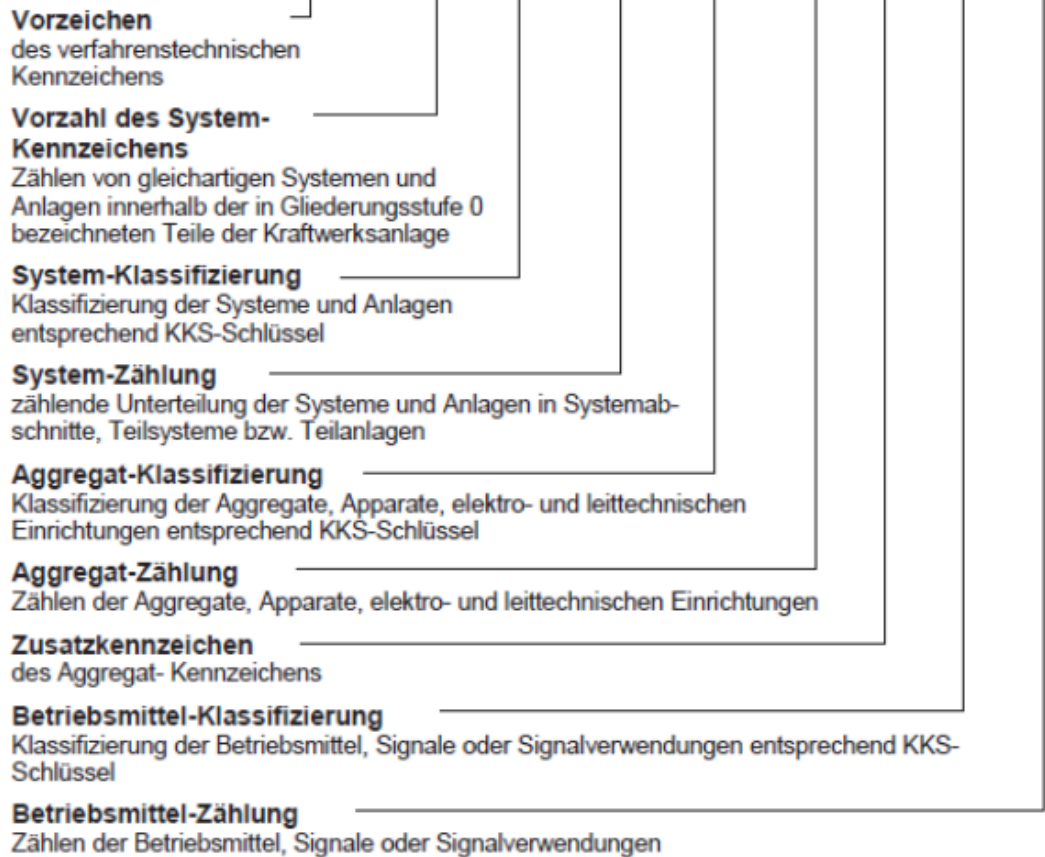 Vorzeichen
des verfahrenstechnischen
Kennzeichens
Vorzahl des System-
Kennzeichens
Zählen von gleichartigen Systemen und
Anlagen innerhalb der in Gliederungsstufe 0
bezeichneten Teile der Kraftwerksanlage
System-Klassifizierung
Klassifizierung der Systeme und Anlagen
entsprechend KKS-Schlüssel
System-Zählung
zählende Unterteilung der Systeme und Anlagen in Systemab-
schnitte, Teilsysteme bzw. Teilanlagen
Aggregat-Klassifizierung
Klassifizierung der Aggregate, Apparate, elektro- und leittechnischen
Einrichtungen entsprechend KKS-Schlüssel
Aggregat-Zählung
Zählen der Aggregate, Apparate, elektro- und leittechnischen Einrichtungen
Zusatzkennzeichen
des Aggregat- Kennzeichens
Betriebsmittel-Klassifizierung
Klassifizierung der Betriebsmittel, Signale oder Signalverwendungen entsprechend KKS-
Schlüssel
Betriebsmittel-Zählung
Zählen der Betriebsmittel, Signale oder Signalverwendungen